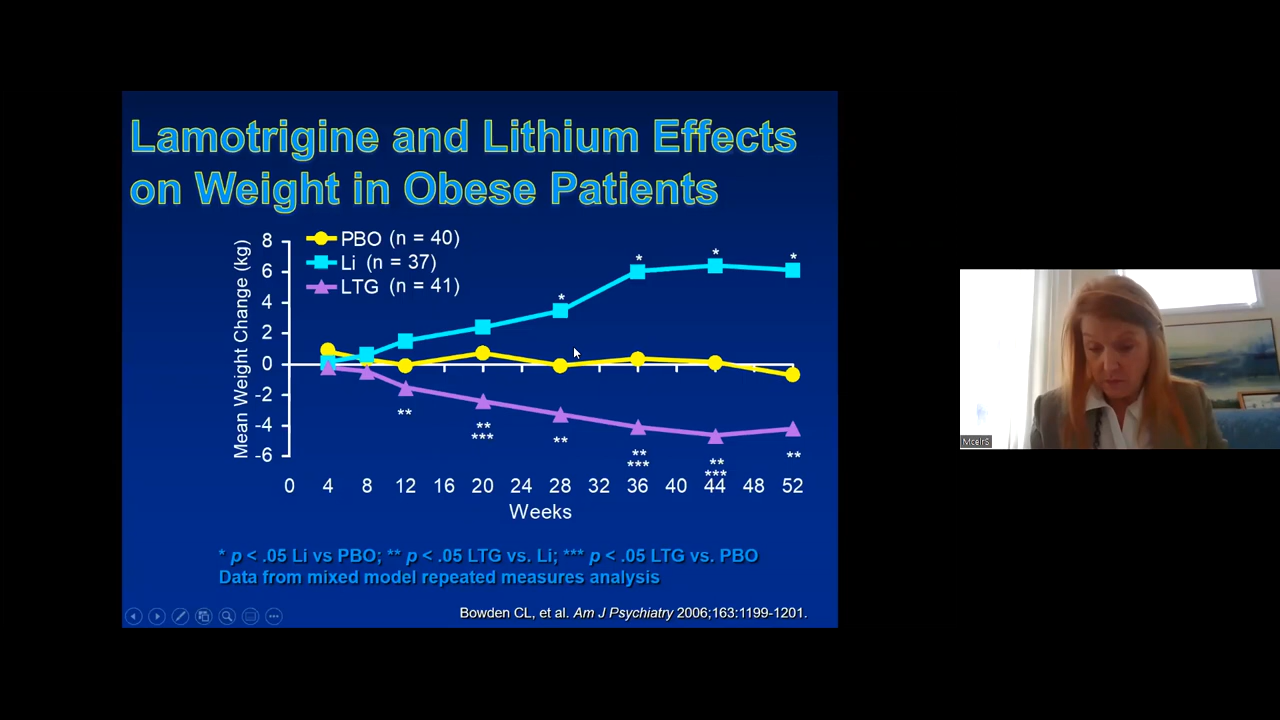 Lamotrigine and Lithium Effects
on Weight in Obese Patients
Mean Weight Change (kg)
8
6
4
2
0
-2
-4
-6
PBO (n = 40)
Li (n = 37)
LTG (n = 41)
*
*
*
*
**
**
***
**
**
***
**
***
**
0 4 8 12 16 20 24 28 32 36 40 44 48 52
Weeks
* p < .05 Li vs PBO; ** p < .05 LTG vs. Li; *** p < .05 LTG vs. PBO
Data from mixed model repeated measures analysis
Bowden CL, et al. Am J Psychiatry 2006;163:1199-1201.
McelrS